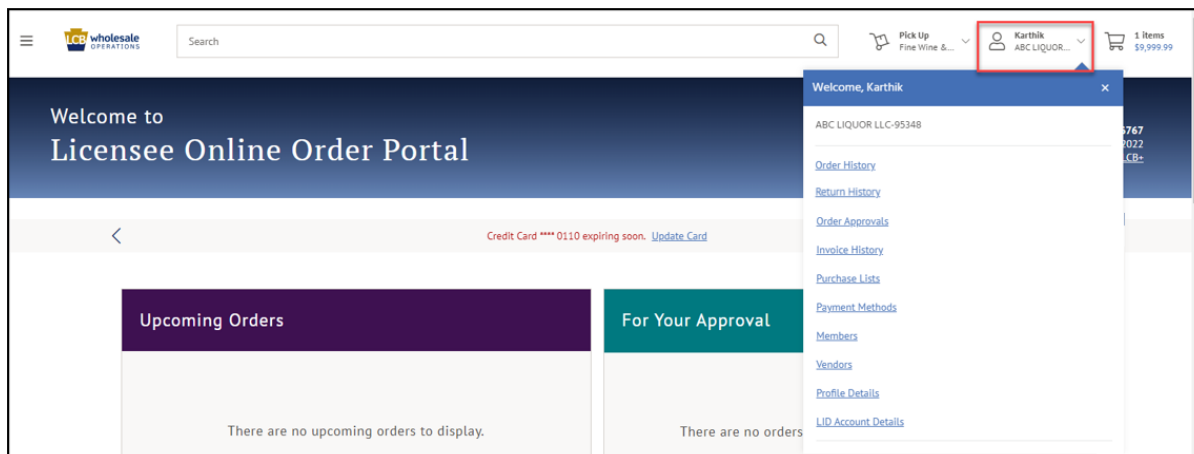 LCB wholesale
OPERATIONS
Search
Pick Up
Fine Wine &...
Karthik
ABC LIQUOR...
1 items
$9,999.99
Welcome to
Licensee Online Order Portal
Welcome, Karthik
×
ABC LIQUOR LLC-95348
Order History
Return History
Order Approvals
Invoice History
Purchase Lists
Payment Methods
Members
Vendors
Profile Details
LID Account Details
6767
2022
LCB+
Credit Card **** 0110 expiring soon. Update Card
Upcoming Orders
There are no upcoming orders to display.
For Your Approval
There are no orders